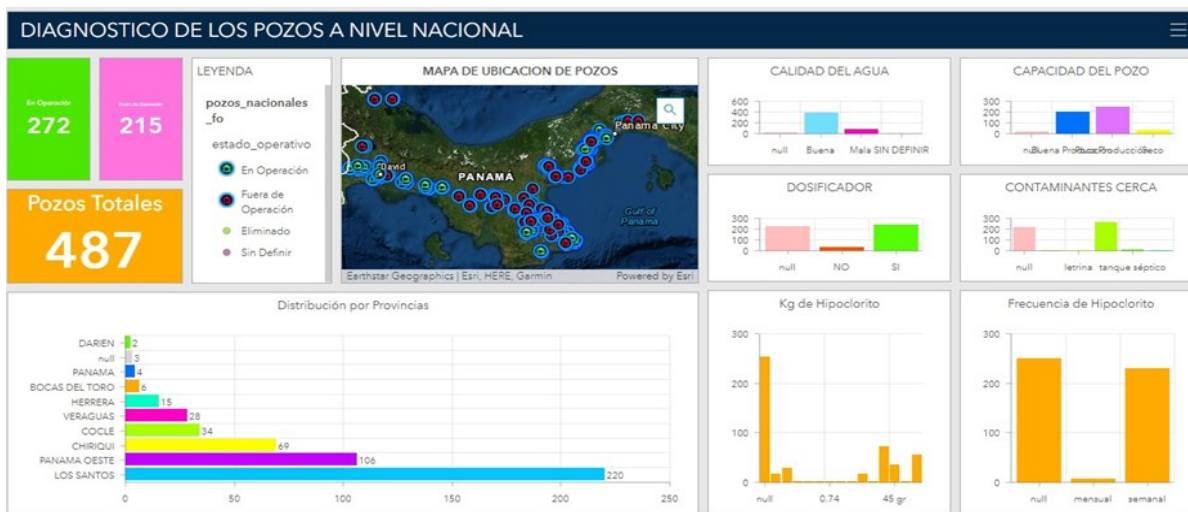 DIAGNOSTICO DE LOS POZOS A NIVEL NACIONAL
En Operación
272
Fuera de Operación
215
Pozos Totales
487
LEYENDA
pozos_nacionales
_fo
estado_operativo
En Operación
Fuera de
Operación
Eliminado
Sin Definir
MAPA DE UBICACION DE POZOS
Panama City
David
PANAMÁ
Gulf of
Panama
Earthstar Geographics | Esri, HERE, Garmin
Powered by Esri
CALIDAD DEL AGUA
600
400
200
0
null Buena Mala SIN DEFINIR
CAPACIDAD DEL POZO
300
200
100
0
DOSIFICADOR
300
200
100
0
null NO SI
CONTAMINANTES CERCA
300
200
100
0
null letrina tanque séptico
Distribución por Provincias
DARIEN 2
null 3
PANAMA 4
BOCAS DEL TORO 6
HERRERA 15
VERAGUAS 28
COCLE 34
CHIRIQUI 69
PANAMA OESTE 106
LOS SANTOS 220
0 50 100 150 200 250
Kg de Hipoclorito
300
200
100
0
null 0.74 45 gr
Frecuencia de Hipoclorito
300
200
100
0
null mensual semanal